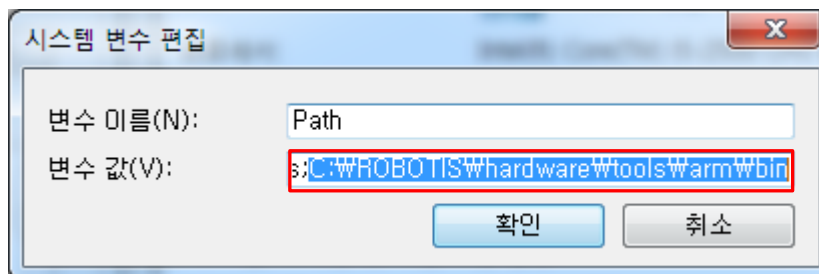 시스템 변수 편집
변수 이름(N):
Path
변수 값(V):
s;C:₩ROBOTIS₩hardware₩tools₩arm₩bin
확인
취소